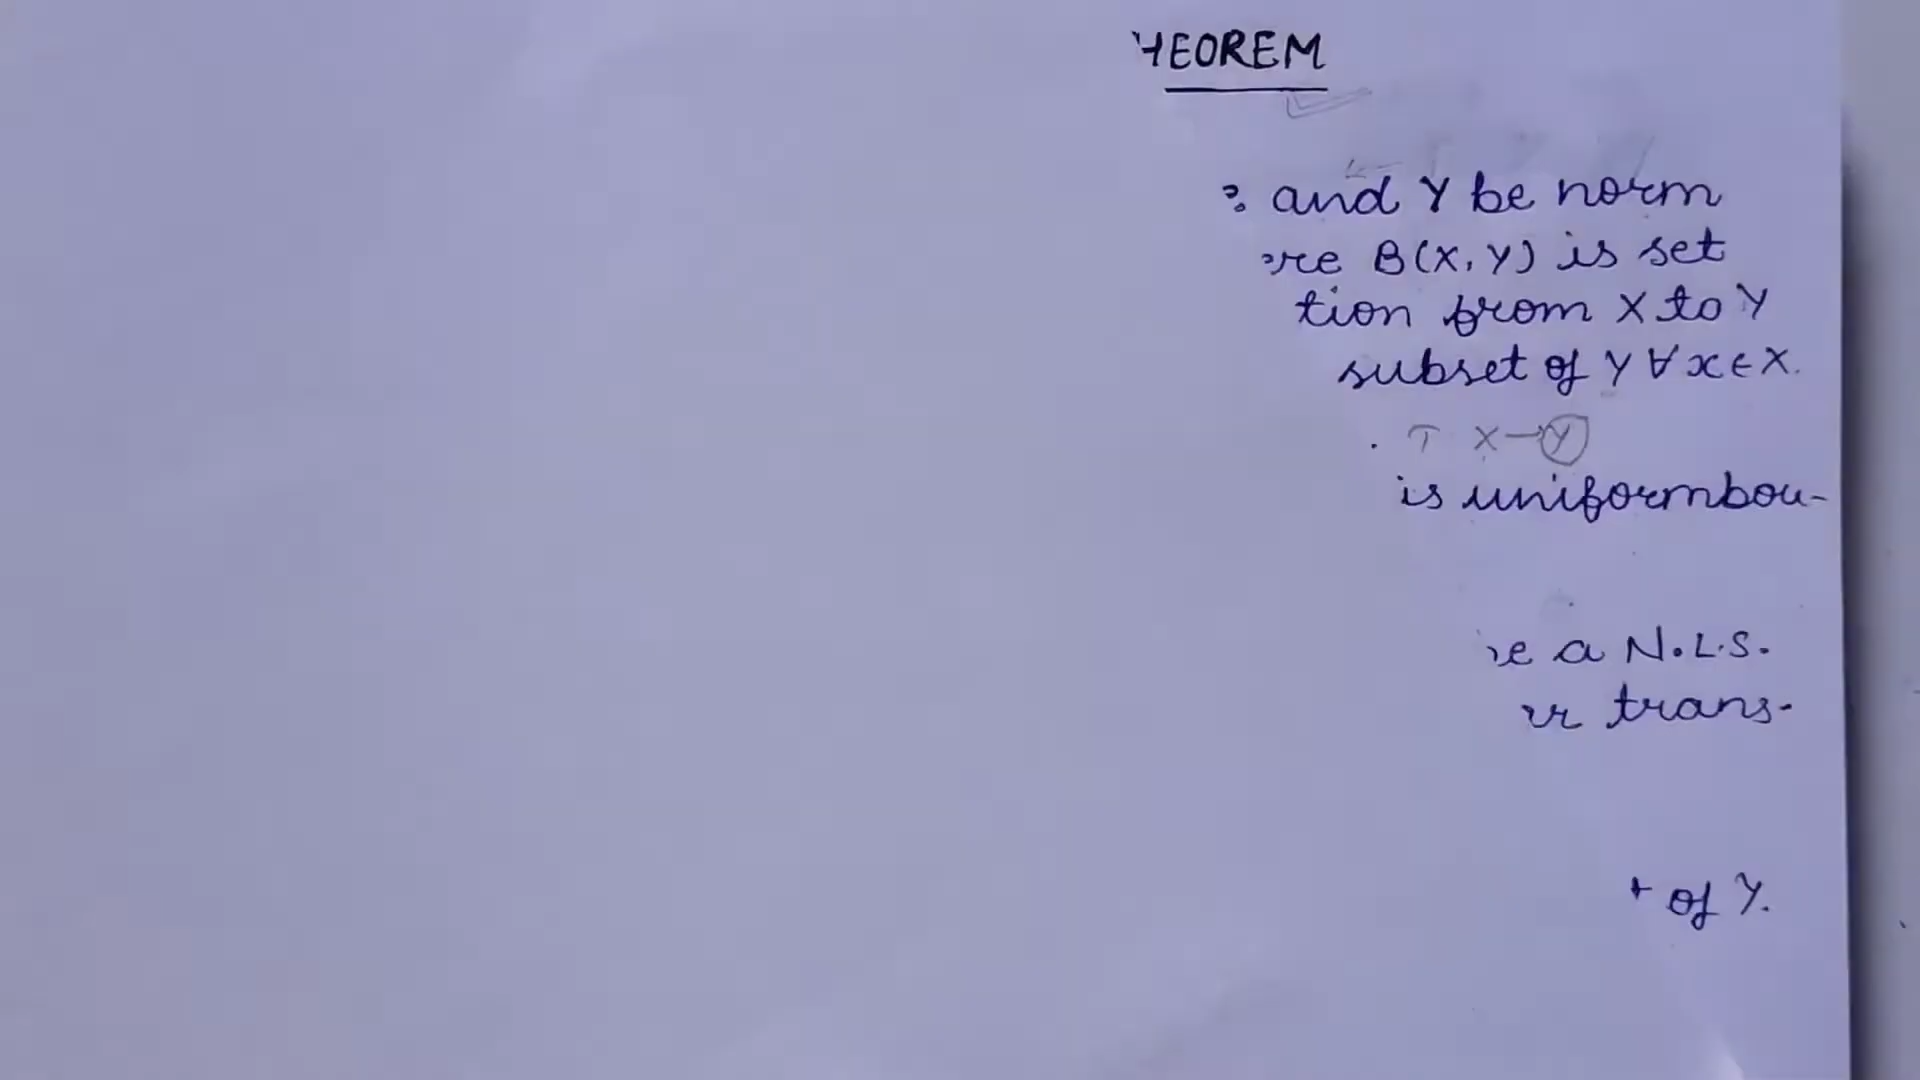 HEOREM
and Y be norm
re B(X, Y) is set
tion from X to Y
subset of Y ∀ x ∈ X.
T X → Y
is uniformbou-
e a N.L.S.
r trans-
of Y.